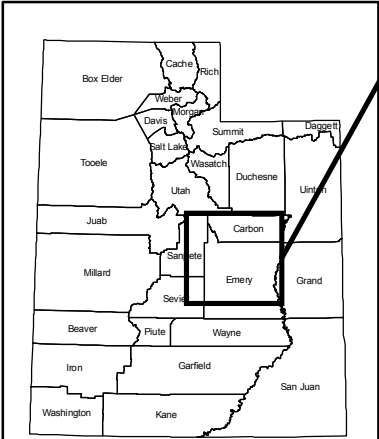 Cache
Rich
Box Elder
Weber
Morgan
Davis
Summit
Daggett
Salt Lake
Tooele
Wasatch
Duchesne
Uintah
Utah
Juab
Carbon
Sanpete
Millard
Emery
Grand
Sevier
Beaver
Piute
Wayne
Iron
Garfield
San Juan
Washington
Kane